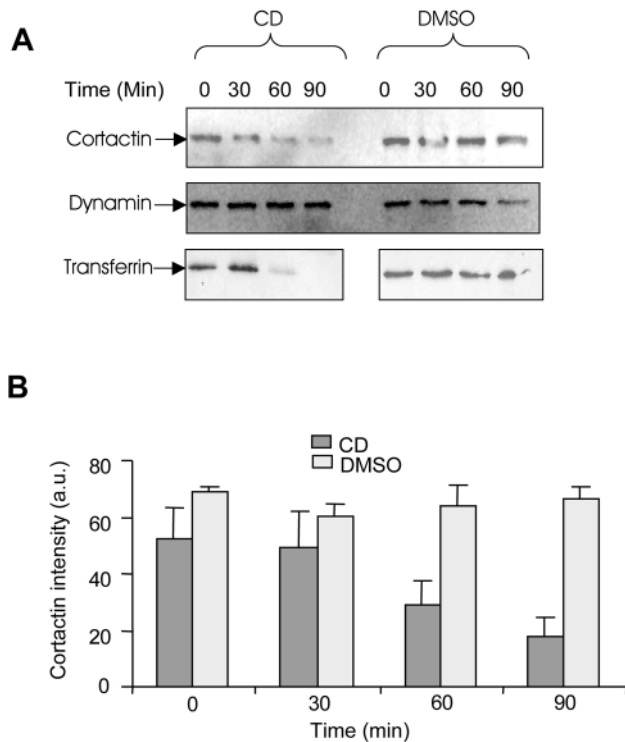 A
CD DMSO
Time (Min) 0 30 60 90 0 30 60 90
Cortactin
Dynamin
Transferrin
B
CD
DMSO
Cortactin intensity (a.u.)
80
60
40
20
0
0 30 60 90
Time (min)